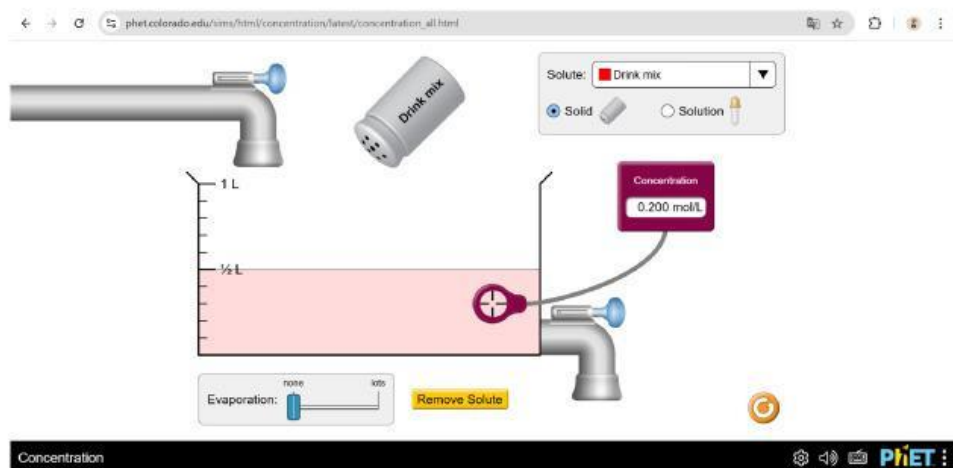 phet.colorado.edu/sims/html/concentration/latest/concentration_all.html
Drink mix
Solute: Drink mix
Solid
Solution
Concentration
0.200 mol/L
1 L
½ L
Evaporation:
none
lots
Remove Solute
Concentration
PhET